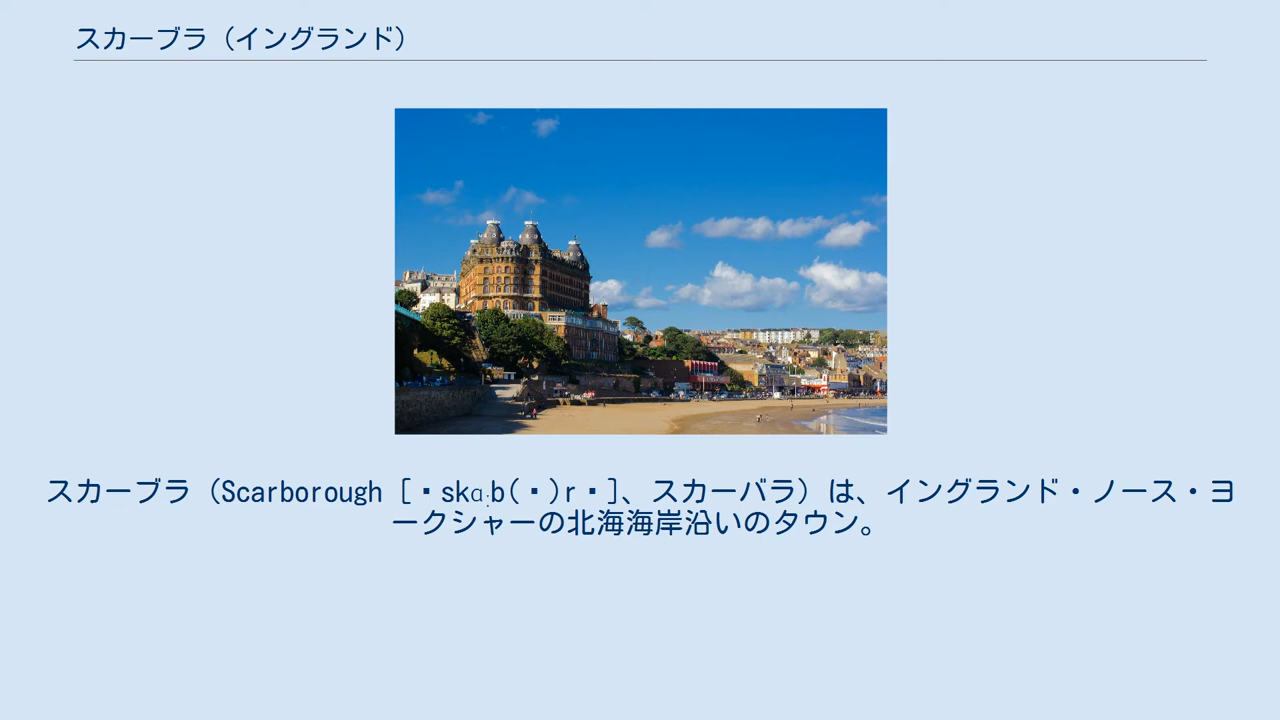 スカーブラ（イングランド）
スカーブラ（Scarborough [・skɑːb(・)r・]、スカーバラ）は、イングランド・ノース・ヨ
ークシャーの北海海岸沿いのタウン。